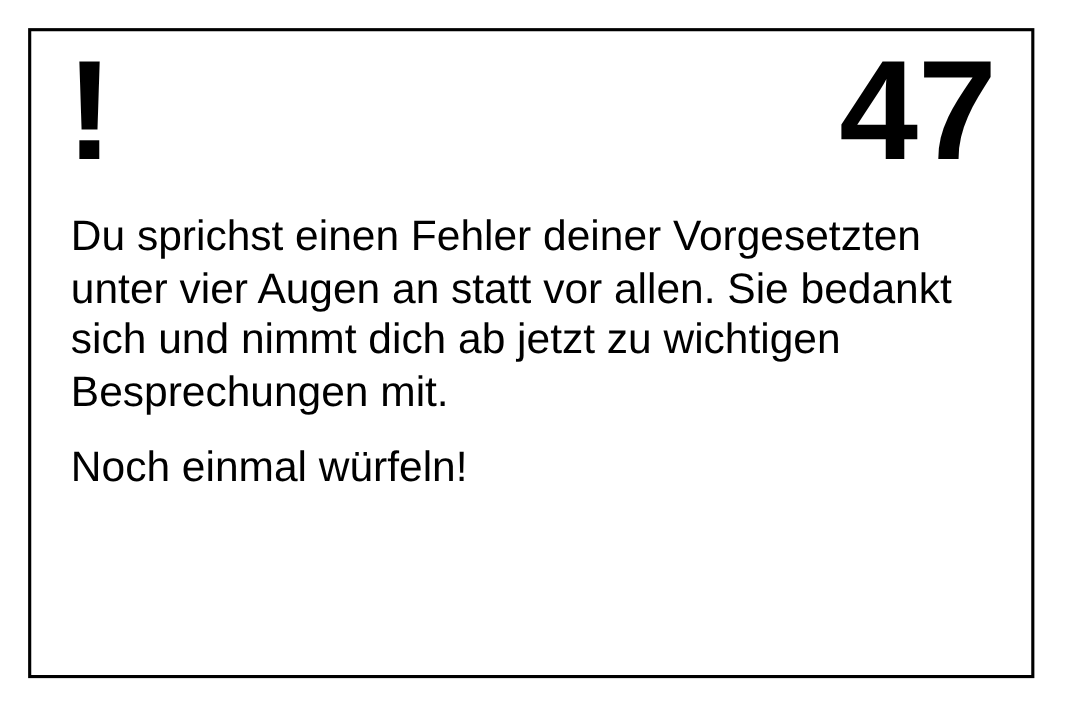 ! 47
Du sprichst einen Fehler deiner Vorgesetzten
unter vier Augen an statt vor allen. Sie bedankt
sich und nimmt dich ab jetzt zu wichtigen
Besprechungen mit.
Noch einmal würfeln!